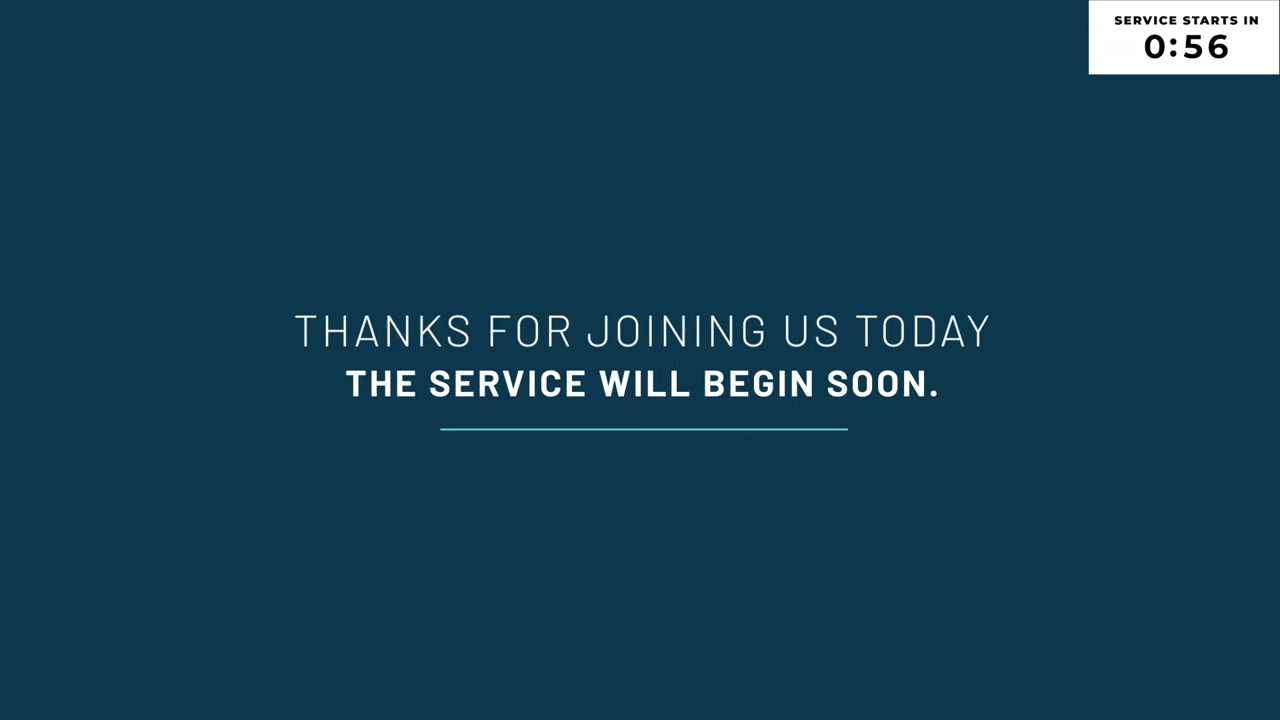 SERVICE STARTS IN
0:56
THANKS FOR JOINING US TODAY
THE SERVICE WILL BEGIN SOON.